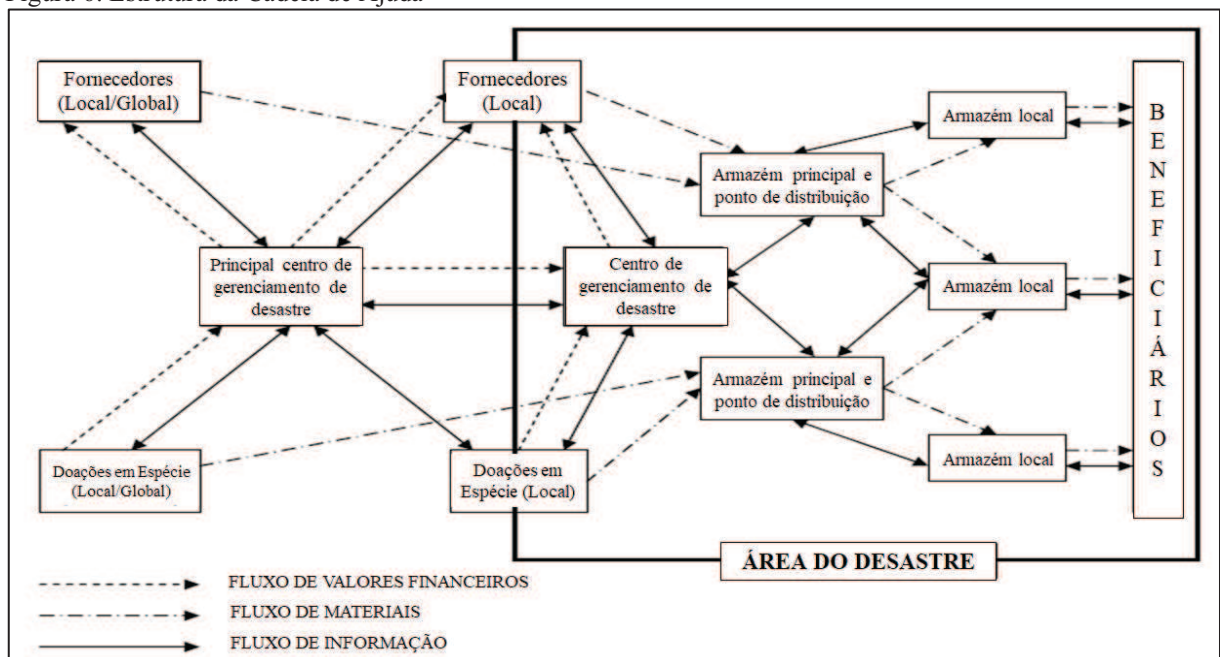 Figura 6: Estrutura da Cadeia de Ajuda
Fornecedores
(Local/Global)
Fornecedores
(Local)
Armazém local
Armazém principal e
ponto de distribuição
Principal centro de
gerenciamento de
desastre
Centro de
gerenciamento de
desastre
Armazém local
Armazém principal e
ponto de distribuição
Doações em Espécie
(Local/Global)
Doações em
Espécie (Local)
Armazém local
BENEFICIÁRIOS
ÁREA DO DESASTRE
FLUXO DE VALORES FINANCEIROS
FLUXO DE MATERIAIS
FLUXO DE INFORMAÇÃO